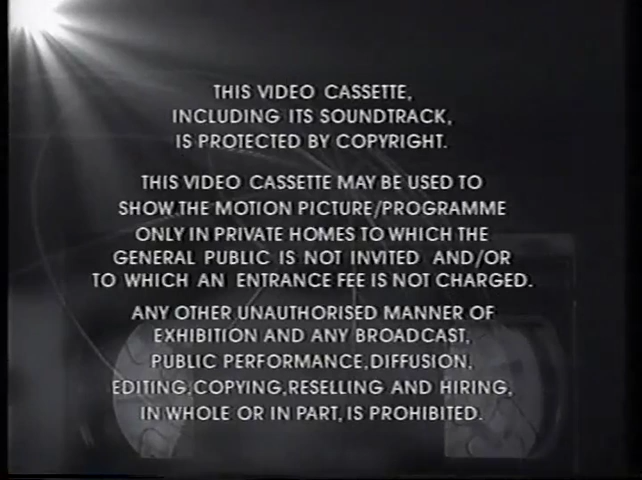 THIS VIDEO CASSETTE,
INCLUDING ITS SOUNDTRACK,
IS PROTECTED BY COPYRIGHT.
THIS VIDEO CASSETTE MAY BE USED TO
SHOW THE MOTION PICTURE/PROGRAMME
ONLY IN PRIVATE HOMES TO WHICH THE
GENERAL PUBLIC IS NOT INVITED AND/OR
TO WHICH AN ENTRANCE FEE IS NOT CHARGED.
ANY OTHER UNAUTHORISED MANNER OF
EXHIBITION AND ANY BROADCAST,
PUBLIC PERFORMANCE,DIFFUSION,
EDITING,COPYING,RESELLING AND HIRING,
IN WHOLE OR IN PART, IS PROHIBITED.